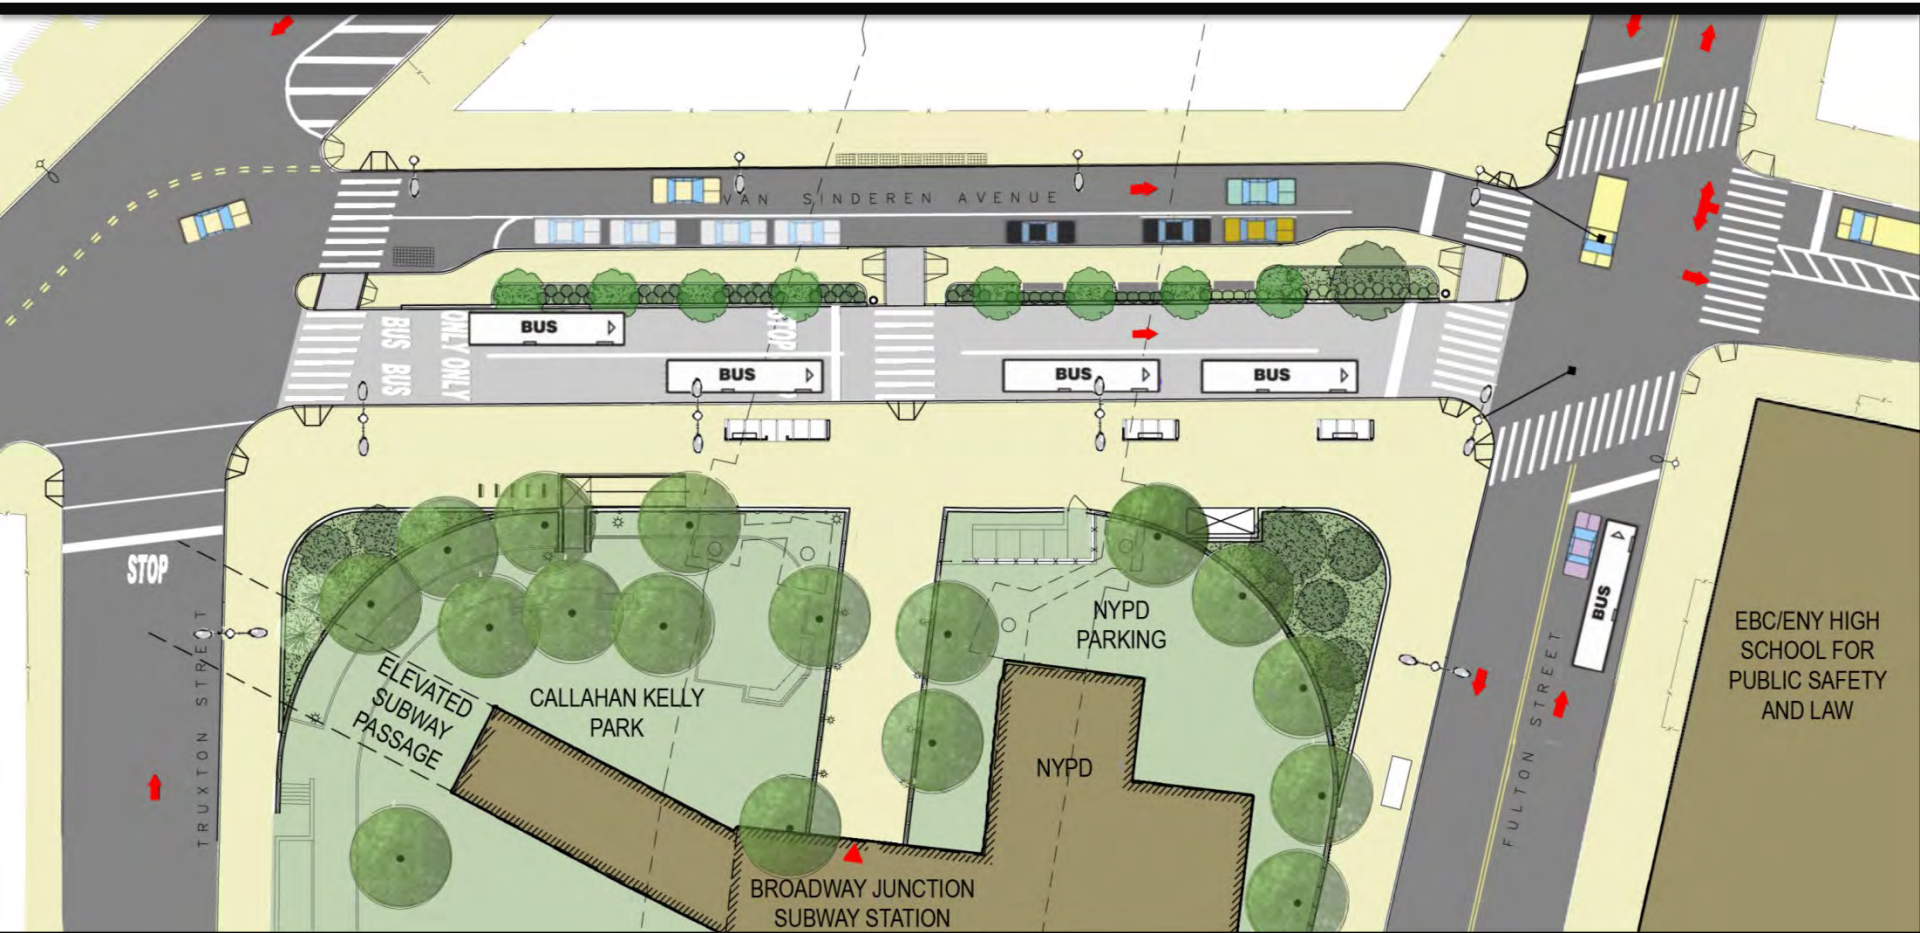 VAN SINDEREN AVENUE
BUS ONLY
BUS ONLY
BUS
STOP
BUS
BUS
BUS
STOP
BUS
TRUXTON STREET
ELEVATED
SUBWAY
PASSAGE
CALLAHAN KELLY
PARK
NYPD
PARKING
NYPD
BROADWAY JUNCTION
SUBWAY STATION
FULTON STREET
EBC/ENY HIGH
SCHOOL FOR
PUBLIC SAFETY
AND LAW